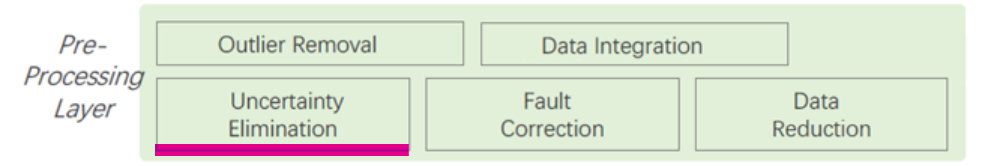 Pre-
Processing
Layer
Outlier Removal
Data Integration
Uncertainty
Elimination
Fault
Correction
Data
Reduction